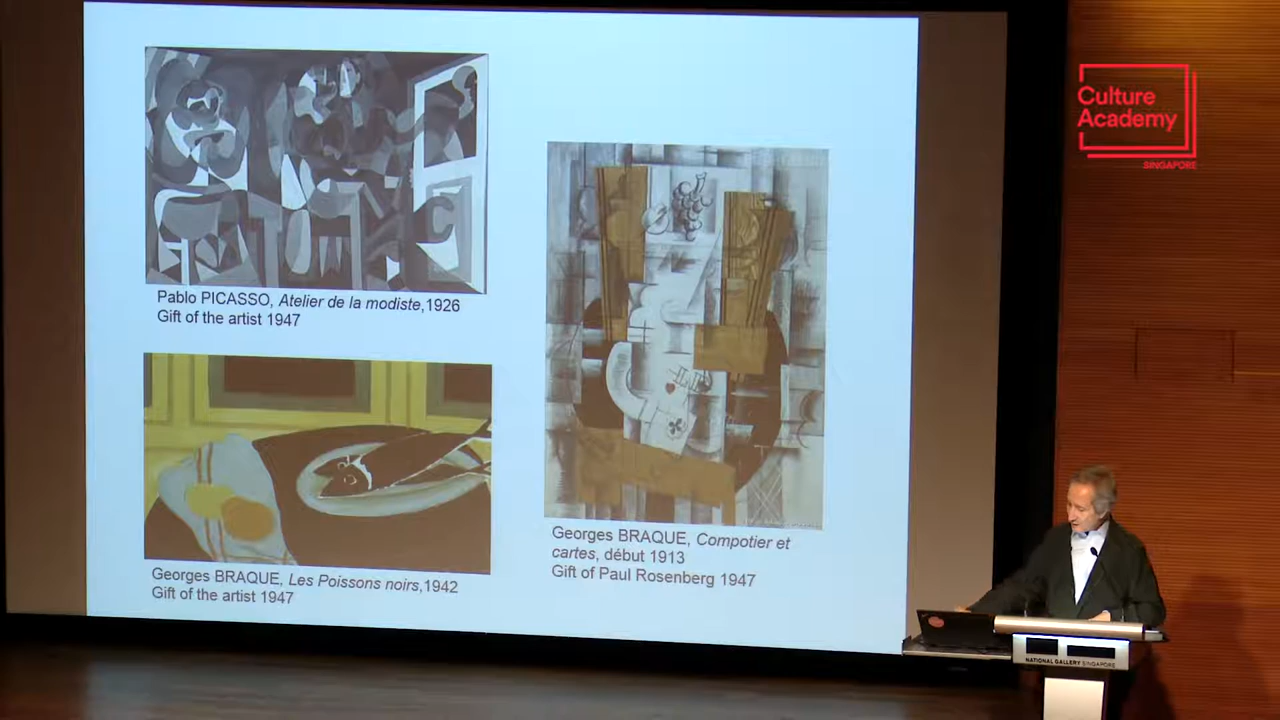 Pablo PICASSO, Atelier de la modiste,1926
Gift of the artist 1947
Georges BRAQUE, Les Poissons noirs,1942
Gift of the artist 1947
Georges BRAQUE, Compotier et
cartes, début 1913
Gift of Paul Rosenberg 1947
Culture
Academy
SINGAPORE
NATIONAL GALLERY SINGAPORE